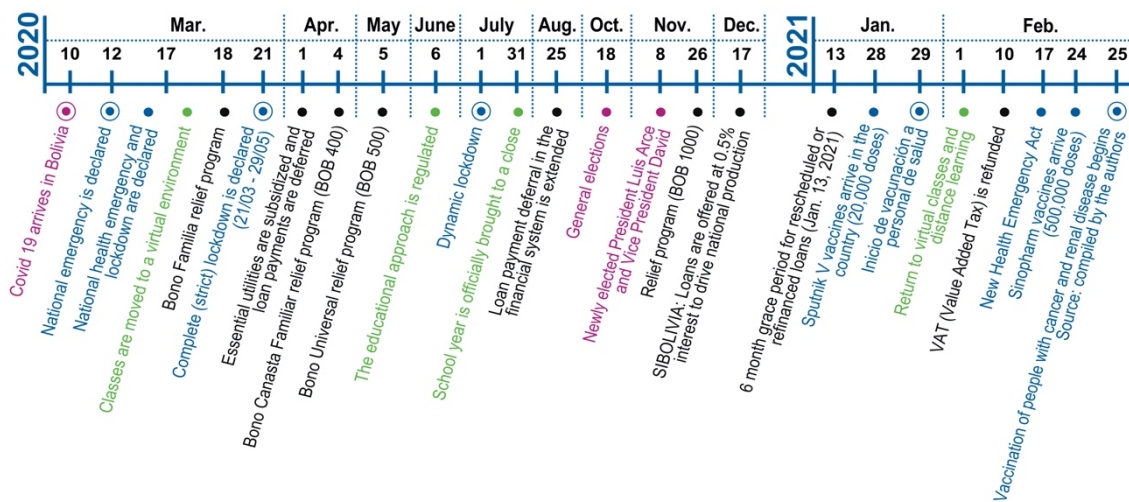 2020
Mar.
Apr.
May
June
July
Aug.
Oct.
Nov.
Dec.
2021
Jan.
Feb.
10
12
17
18
21
1
4
5
6
1
31
25
18
8
26
17
13
28
29
1
10
17
24
25
Covid 19 arrives in Bolivia
National emergency is declared
National health emergency and
lockdown are declared
Classes are moved to a virtual environment
Bono Familia relief program
Complete (strict) lockdown is declared
(21/03 - 29/05)
Essential utilities are subsidized and
loan payments are deferred
Bono Canasta Familiar relief program (BOB 400)
Bono Universal relief program (BOB 500)
The educational approach is regulated
Dynamic lockdown
School year is officially brought to a close
Loan payment deferral in the
financial system is extended
General elections
Newly elected President Luis Arce
and Vice President David
Relief program (BOB 1000)
SIBOLIVIA: Loans are offered at 0,5%
interest to drive national production
6 month grace period for rescheduled or
refinanced loans (Jan. 13, 2021)
Sputnik V vaccines arrive in the
country (20,000 doses)
Inicio de vacunación a
personal de salud
Return to virtual classes and
distance learning
VAT (Value Added Tax) is refunded
New Health Emergency Act
Sinopharm vaccines arrive
(500,000 doses)
Vaccination of people with cancer and renal disease begins
Source: compiled by the authors